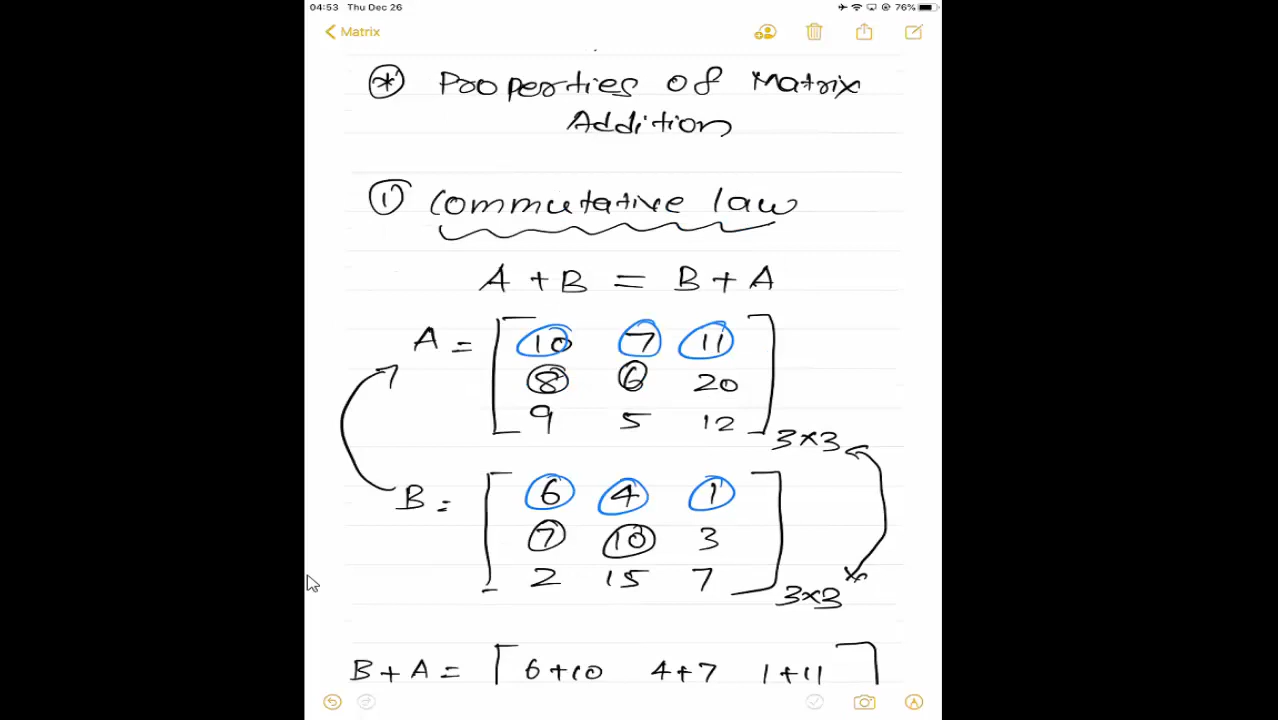 04:53 Thu Dec 26 76%
Matrix
* Properties of Matrix
Addition
1 Commutative law
A + B = B + A
A = [ 10 7 11
8 6 20
9 5 12 ] 3×3
B = [ 6 4 1
7 10 3
2 15 7 ] 3×3
B + A = [ 6+10 4+7 1+11 ]